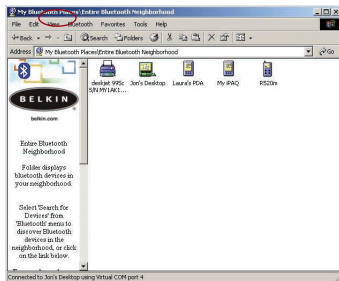 My Bluetooth Places\Entire Bluetooth Neighborhood
File Edit View Bluetooth Favorites Tools Help
Back Search Folders
Address My Bluetooth Places\Entire Bluetooth Neighborhood Go
deskjet 995c Jon's Desktop Laura's PDA My iPAQ R520m
S/N MY1AK1...
BELKIN
belkin.com
Entire Bluetooth
Neighborhood
Folder displays
bluetooth devices in
your neighborhood.
Select 'Search for
Devices' from
'Bluetooth' menu to
discover Bluetooth
devices in the
neighborhood, or click
on the link below.
Connected to Jon's Desktop using Virtual COM port 4